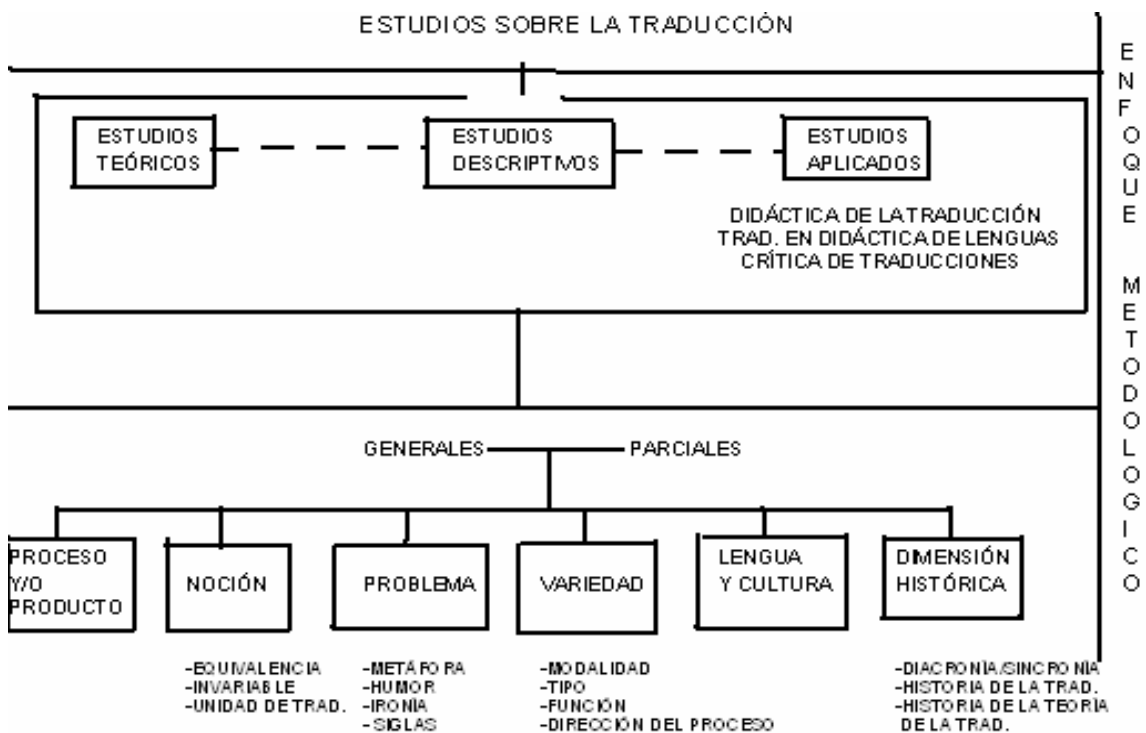 ESTUDIOS SOBRE LA TRADUCCIÓN
ESTUDIOS
TEÓRICOS
ESTUDIOS
DESCRIPTIVOS
ESTUDIOS
APLICADOS
DIDÁCTICA DE LA TRADUCCIÓN
TRAD. EN DIDÁCTICA DE LENGUAS
CRÍTICA DE TRADUCCIONES
ENFOQUE METODOLOGICO
GENERALES
PARCIALES
PROCESO
Y/O
PRODUCTO
NOCIÓN
PROBLEMA
VARIEDAD
LENGUA
Y CULTURA
DIMENSIÓN
HISTÓRICA
-EQUIVALENCIA
-INVARIABLE
-UNIDAD DE TRAD.
-METÁFORA
-HUMOR
-IRONÍA
-SIGLAS
-MODALIDAD
-TIPO
-FUNCIÓN
-DIRECCIÓN DEL PROCESO
-DIACRONÍA/SINCRONÍA
-HISTORIA DE LA TRAD.
-HISTORIA DE LA TEORÍA
DE LA TRAD.